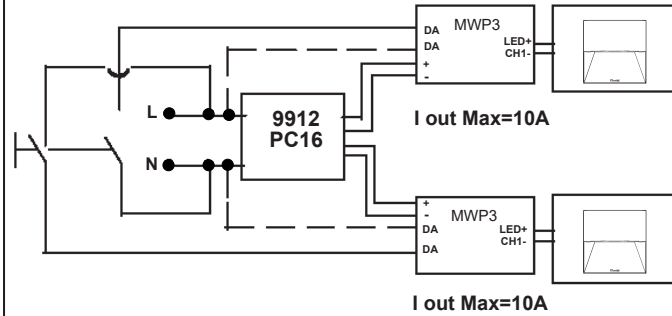 DA
DA
+
-
MWP3
LED+
CH1-
I out Max=10A
L
N
9912
PC16
+
-
DA
DA
MWP3
LED+
CH1-
I out Max=10A